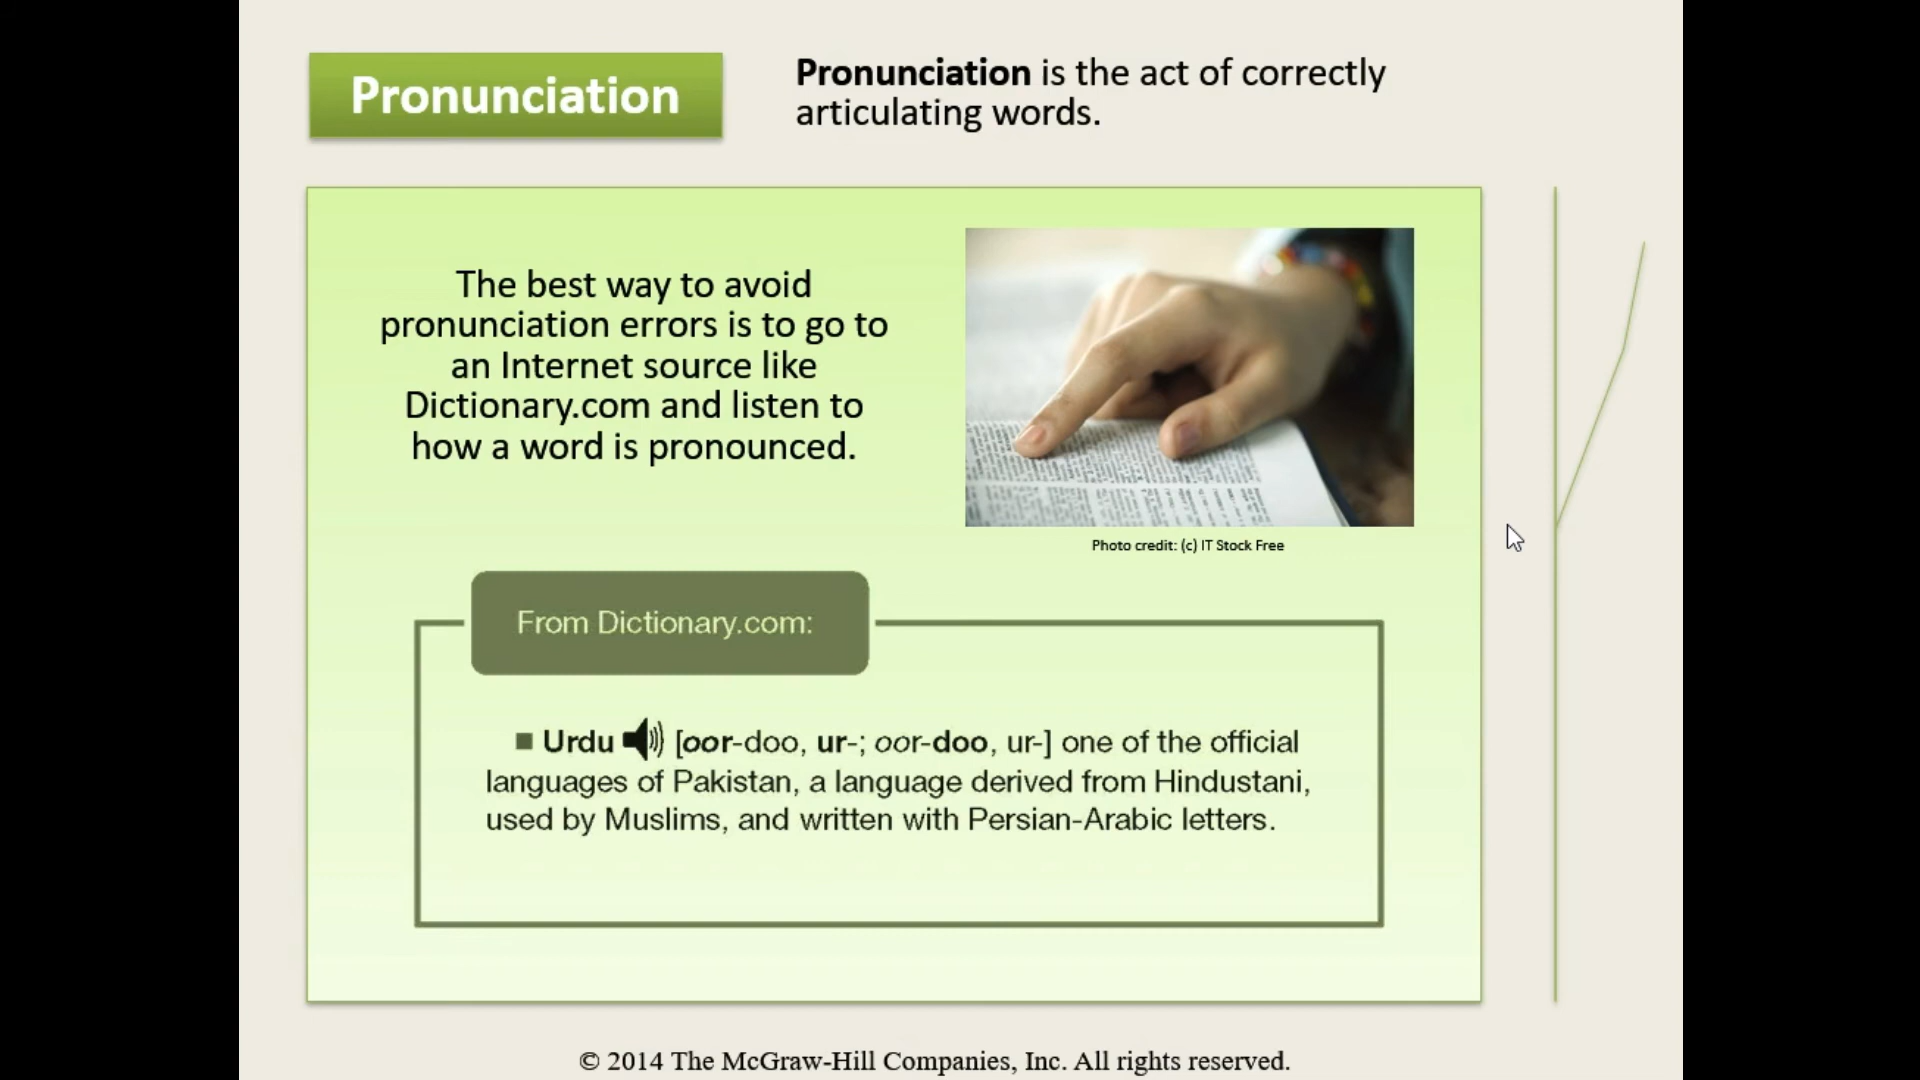 Pronunciation
Pronunciation is the act of correctly
articulating words.
The best way to avoid
pronunciation errors is to go to
an Internet source like
Dictionary.com and listen to
how a word is pronounced.
Photo credit: (c) IT Stock Free
From Dictionary.com:
Urdu [oor-doo, ur-; oor-doo, ur-] one of the official
languages of Pakistan, a language derived from Hindustani,
used by Muslims, and written with Persian-Arabic letters.
© 2014 The McGraw-Hill Companies, Inc. All rights reserved.